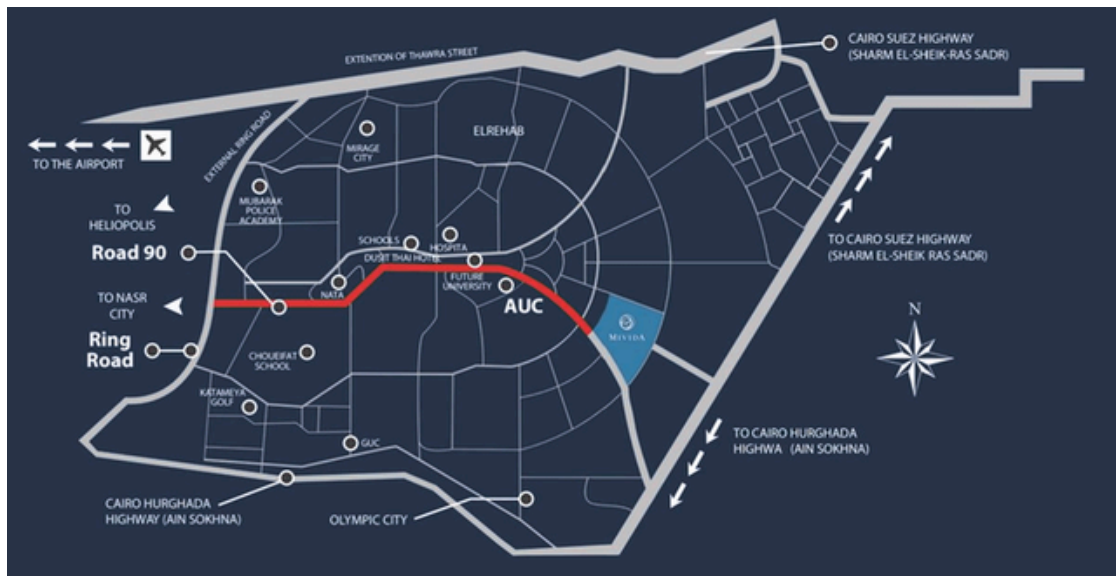 EXTENTION OF THAWRA STREET
CAIRO SUEZ HIGHWAY
(SHARM EL-SHEIK-RAS SADR)
EXTERNAL RING ROAD
TO THE AIRPORT
MIRAGE
CITY
ELREHAB
TO
HELIOPOLIS
MUBARAK
POLICE
ACADEMY
Road 90
SCHOOLS
HOSPITA
DUSIT THAI HOTEL
TO CAIRO SUEZ HIGHWAY
(SHARM EL-SHEIK RAS SADR)
FUTURE
UNIVERSITY
NATA
AUC
TO NASR
CITY
MIVIDA
N
Ring
Road
CHOUEIFAT
SCHOOL
KATAMEYA
GOLF
GUC
TO CAIRO HURGHADA
HIGHWA (AIN SOKHNA)
CAIRO HURGHADA
HIGHWAY (AIN SOKHNA)
OLYMPIC CITY